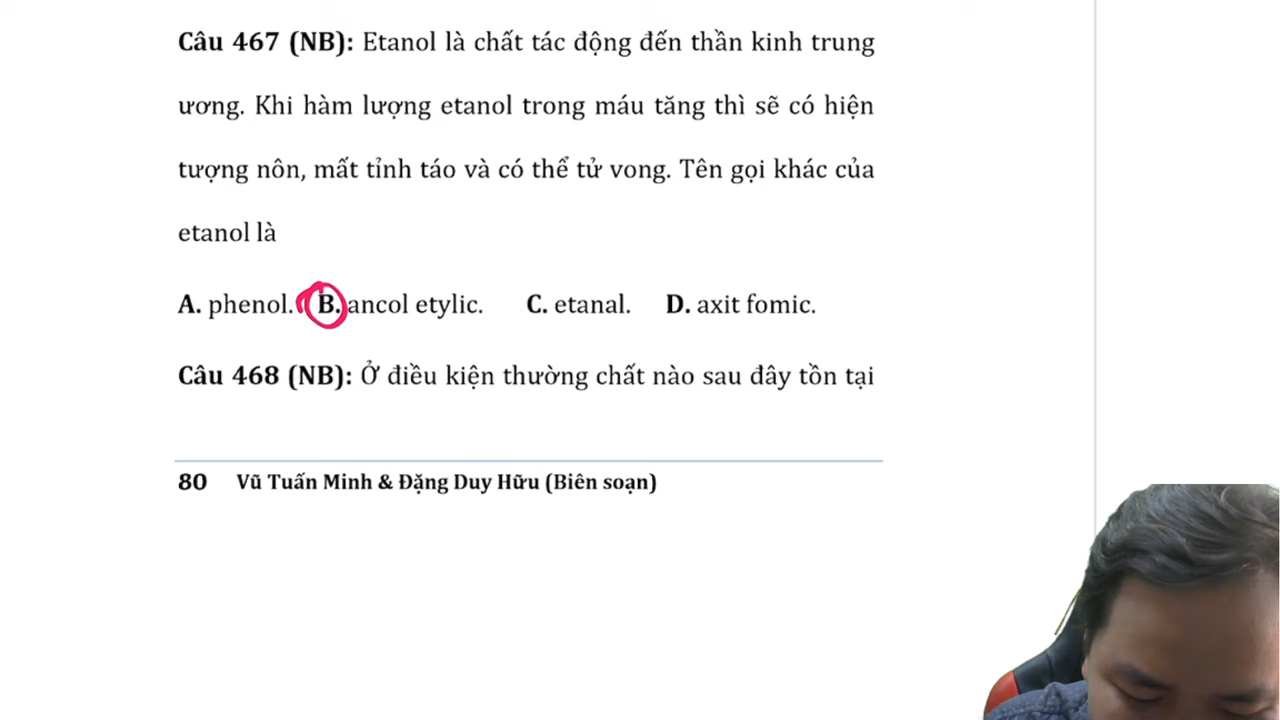 Câu 467 (NB): Etanol là chất tác động đến thần kinh trung
ương. Khi hàm lượng etanol trong máu tăng thì sẽ có hiện
tượng nôn, mất tỉnh táo và có thể tử vong. Tên gọi khác của
etanol là
A. phenol. B. ancol etylic. C. etanal. D. axit fomic.
Câu 468 (NB): Ở điều kiện thường chất nào sau đây tồn tại
80 Vũ Tuấn Minh & Đặng Duy Hữu (Biên soạn)